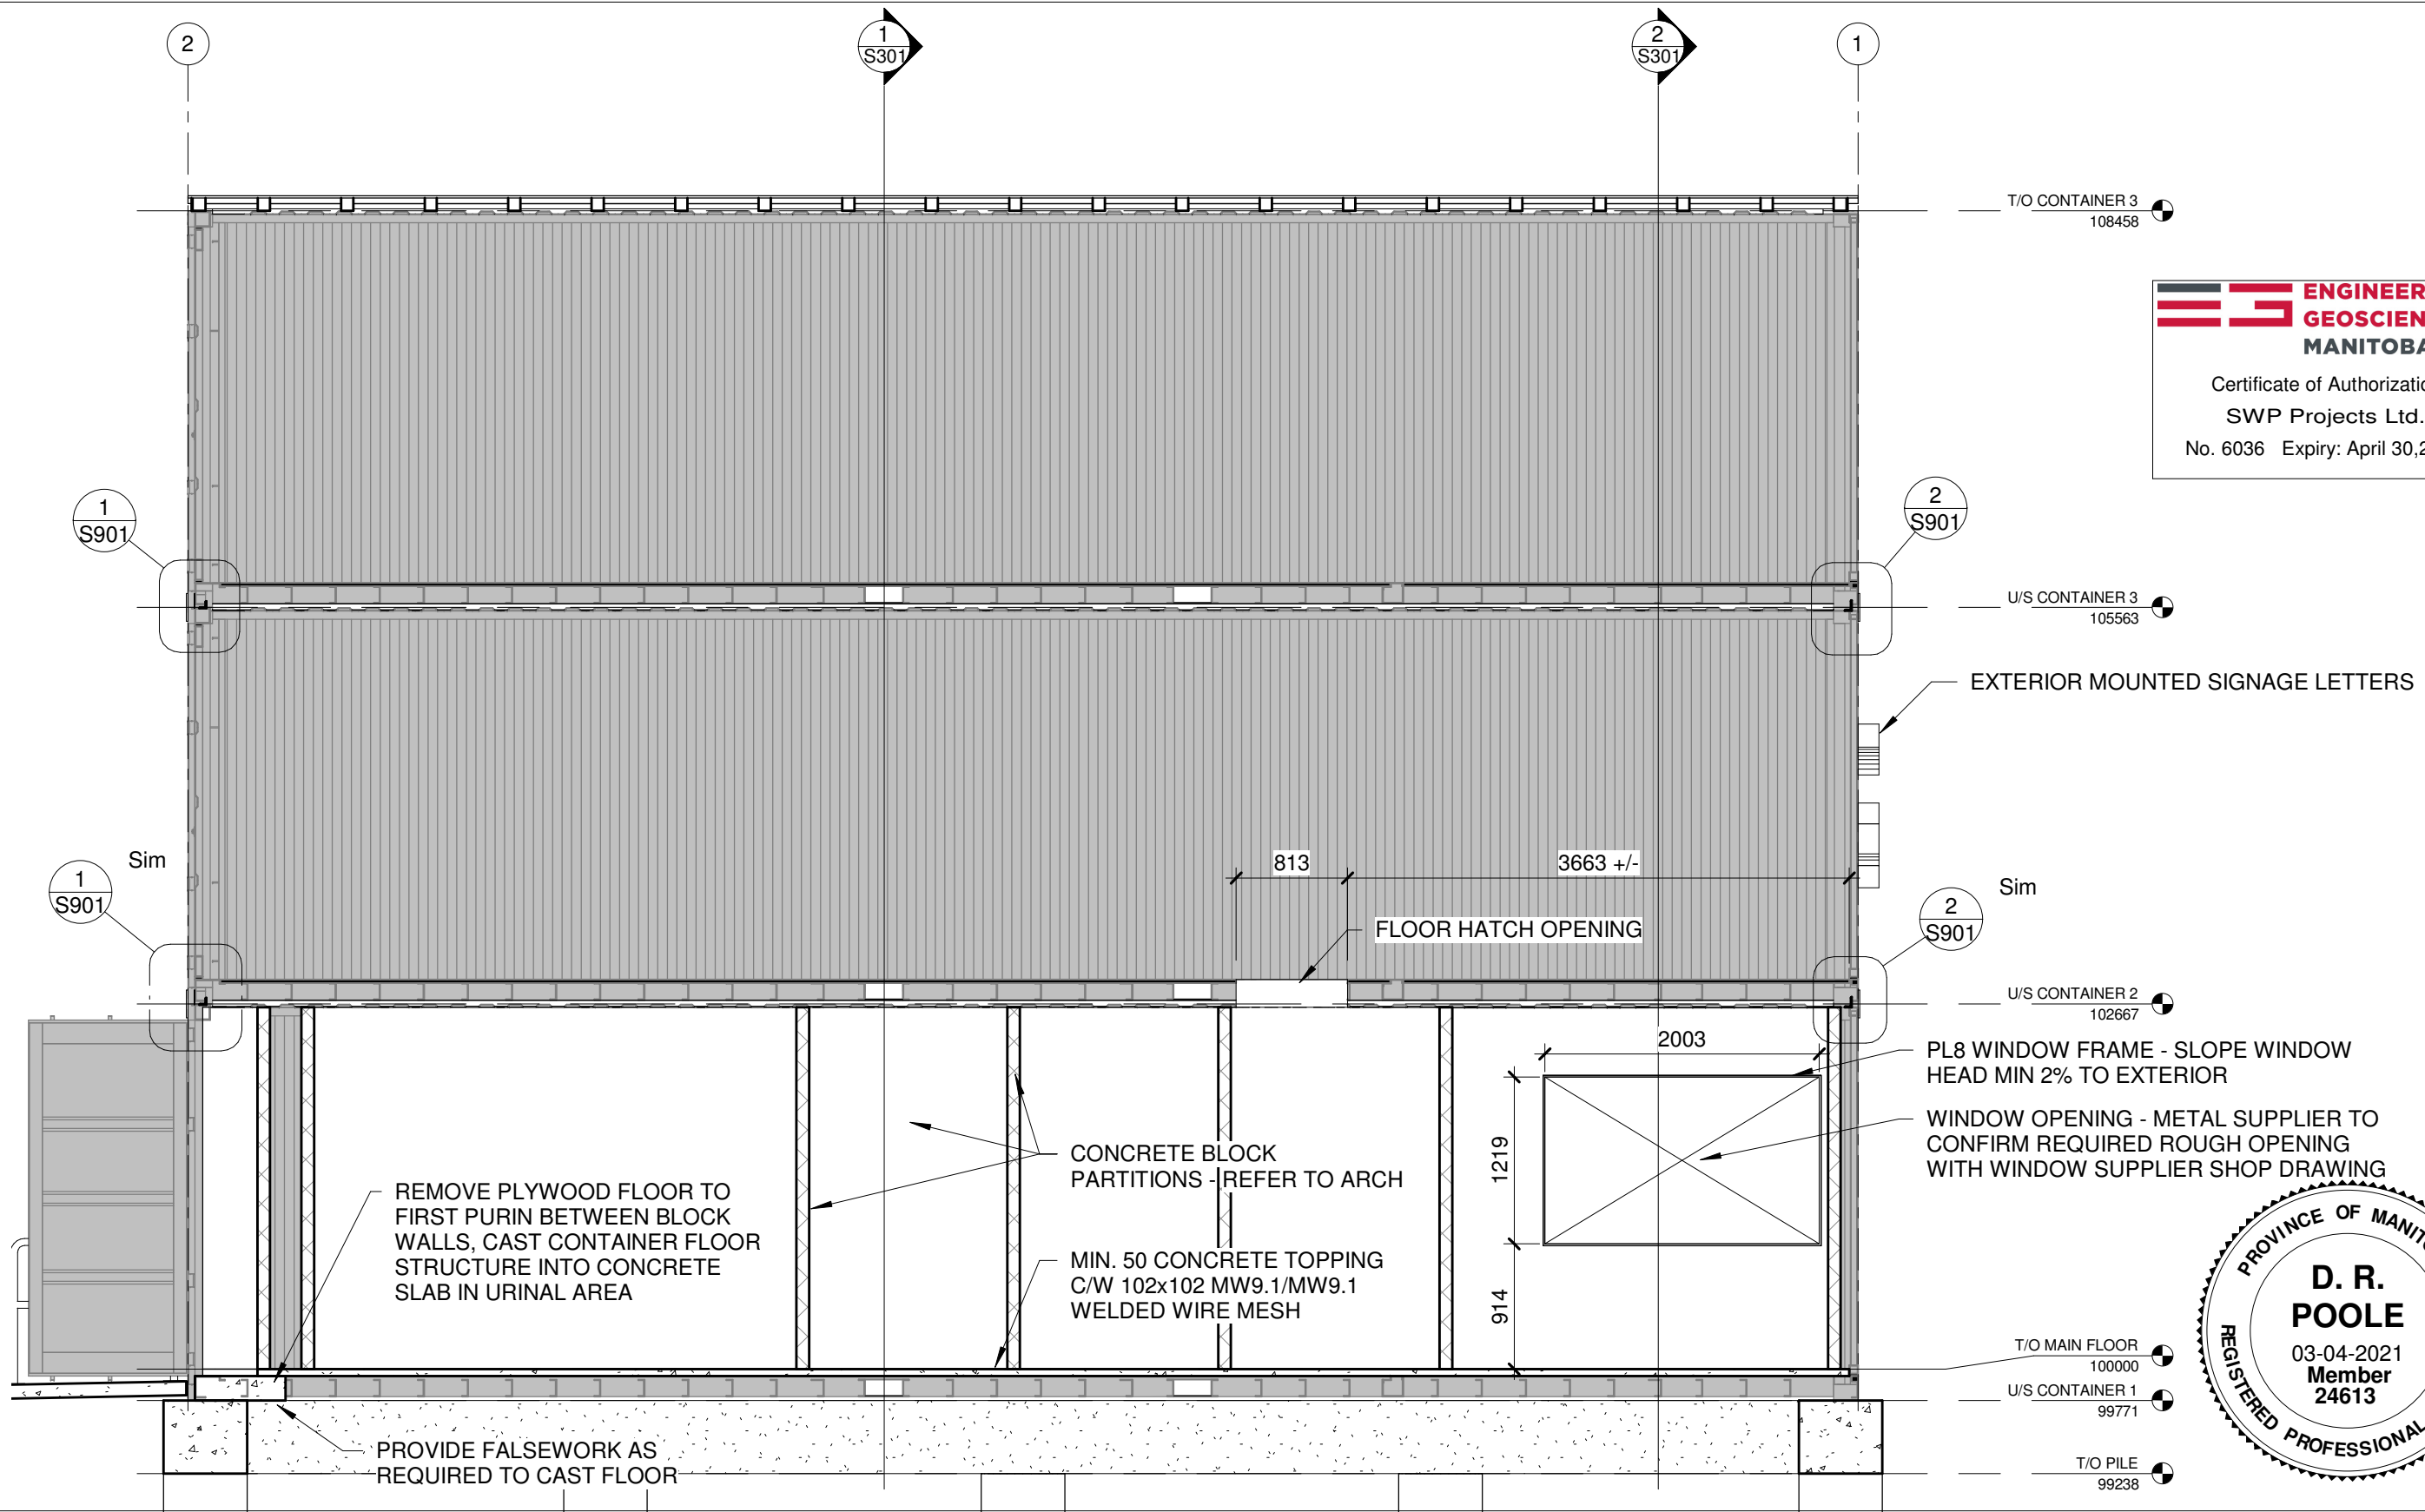 2
1
S301
2
S301
1
T/O CONTAINER 3
108458
ENGINEER
GEOSCIEN
MANITOBA
Certificate of Authorizatio
SWP Projects Ltd.
No. 6036 Expiry: April 30,2
1
S901
2
S901
U/S CONTAINER 3
105563
EXTERIOR MOUNTED SIGNAGE LETTERS
Sim
1
S901
813
3663 +/-
Sim
2
S901
FLOOR HATCH OPENING
U/S CONTAINER 2
102667
2003
PL8 WINDOW FRAME - SLOPE WINDOW
HEAD MIN 2% TO EXTERIOR
WINDOW OPENING - METAL SUPPLIER TO
CONFIRM REQUIRED ROUGH OPENING
WITH WINDOW SUPPLIER SHOP DRAWING
1219
914
CONCRETE BLOCK
PARTITIONS - REFER TO ARCH
REMOVE PLYWOOD FLOOR TO
FIRST PURIN BETWEEN BLOCK
WALLS, CAST CONTAINER FLOOR
STRUCTURE INTO CONCRETE
SLAB IN URINAL AREA
MIN. 50 CONCRETE TOPPING
C/W 102x102 MW9.1/MW9.1
WELDED WIRE MESH
PROVINCE OF MANITO
D. R.
POOLE
03-04-2021
Member
24613
REGISTERED PROFESSIONAL
T/O MAIN FLOOR
100000
U/S CONTAINER 1
99771
PROVIDE FALSEWORK AS
REQUIRED TO CAST FLOOR
T/O PILE
99238